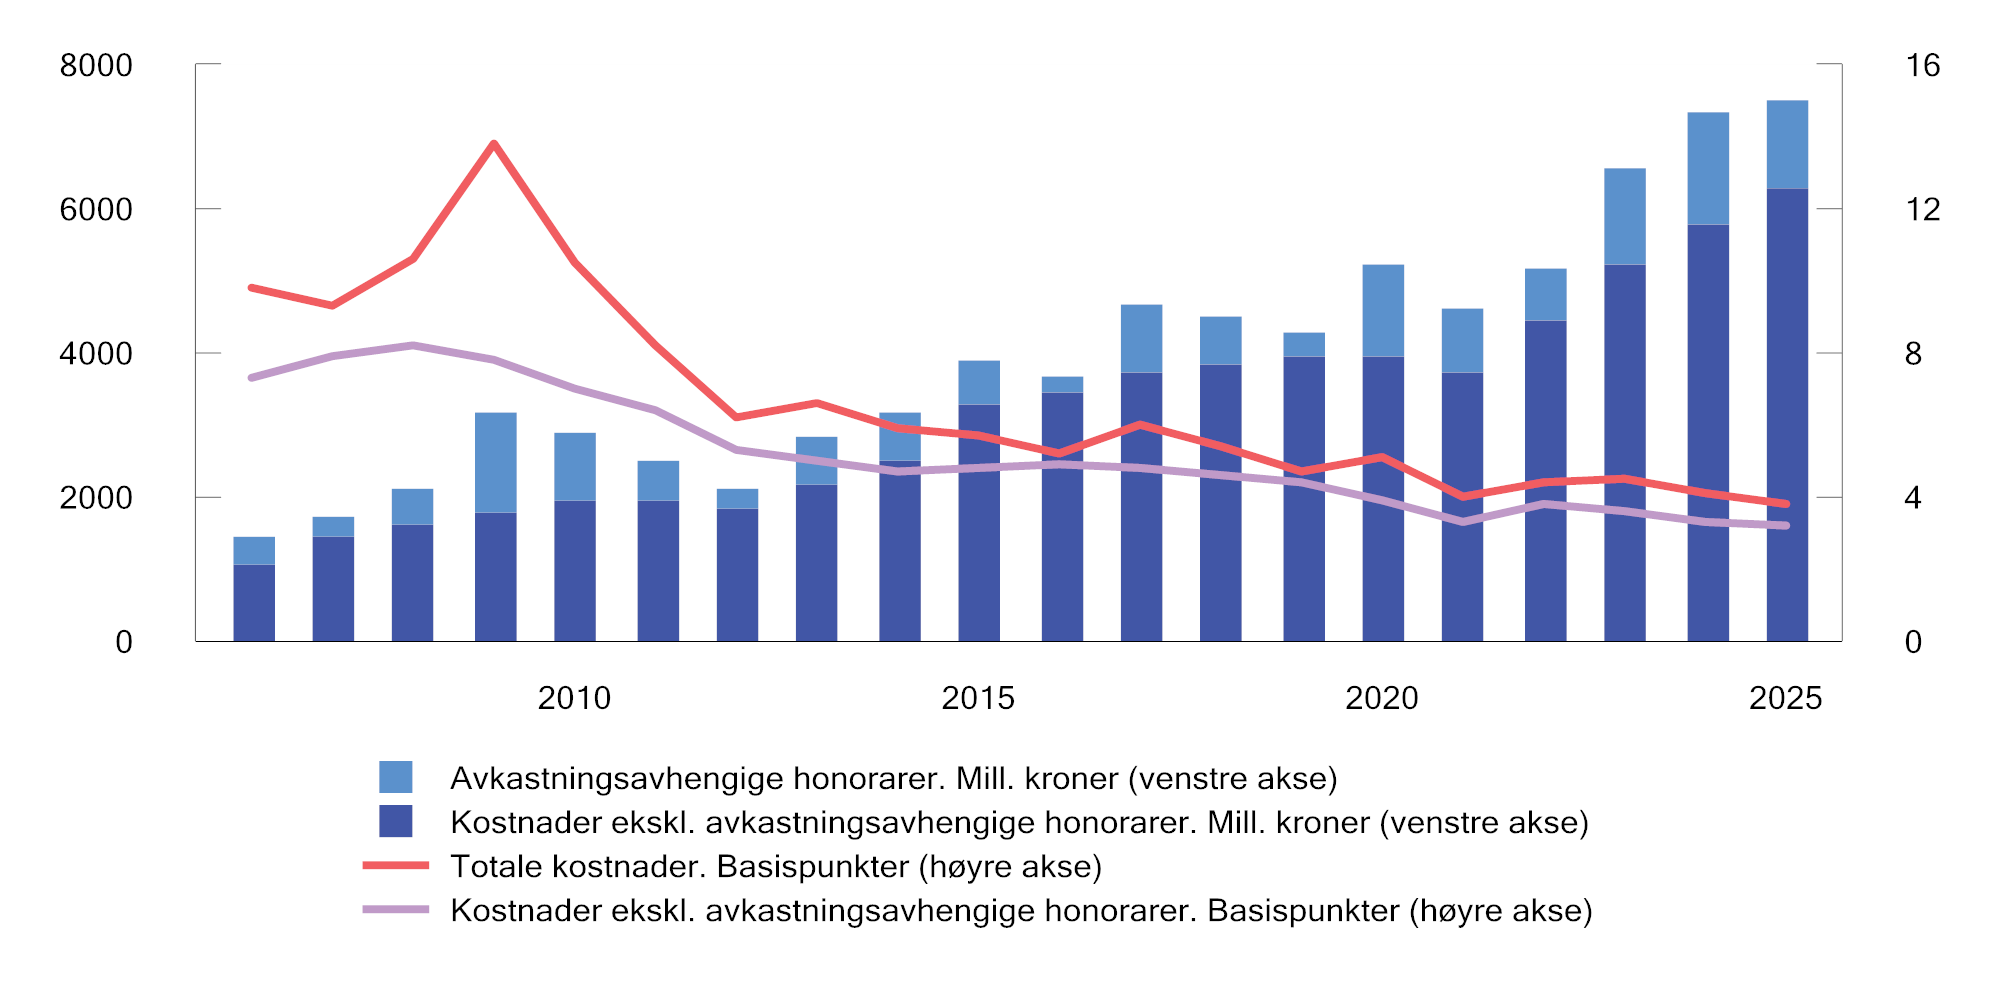 8000 16
6000 12
4000 8
2000 4
0 0
2010 2015 2020 2025
Avkastningsavhengige honorarer. Mill. kroner (venstre akse)
Kostnader ekskl. avkastningsavhengige honorarer. Mill. kroner (venstre akse)
Totale kostnader. Basispunkter (høyre akse)
Kostnader ekskl. avkastningsavhengige honorarer. Basispunkter (høyre akse)